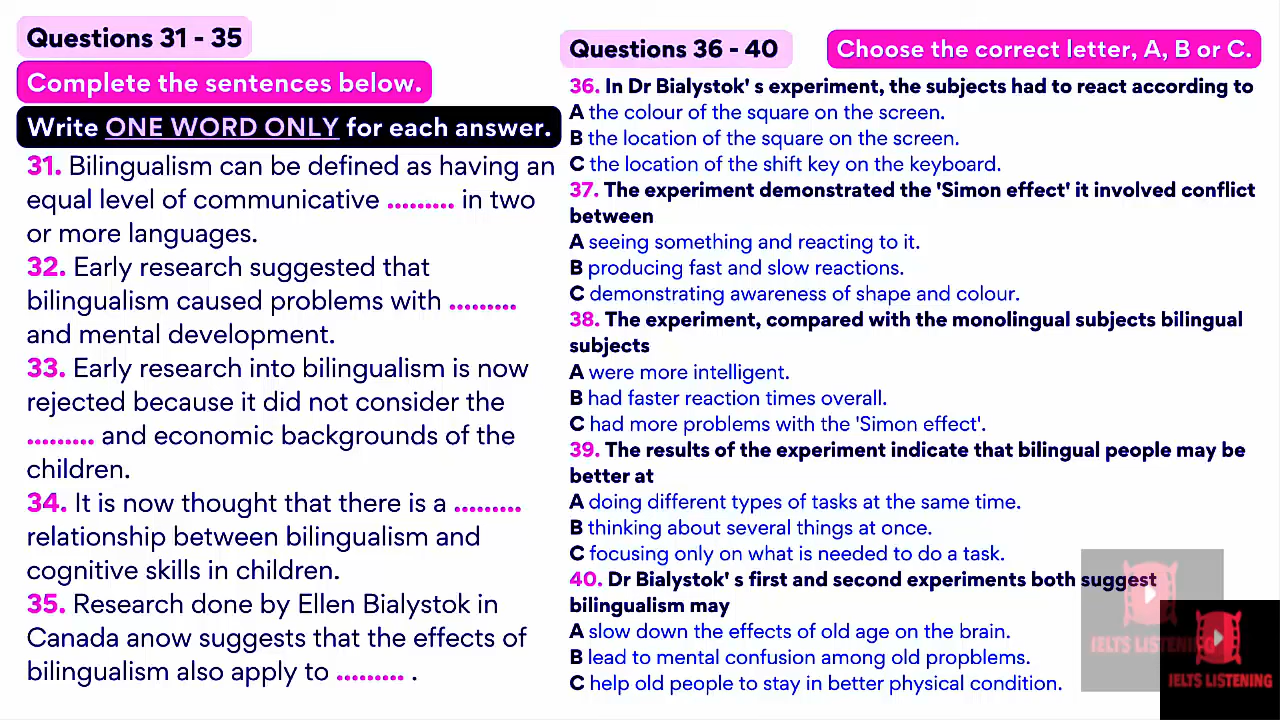 Questions 31 - 35
Complete the sentences below.
Write ONE WORD ONLY for each answer.
31. Bilingualism can be defined as having an
equal level of communicative ......... in two
or more languages.
32. Early research suggested that
bilingualism caused problems with .........
and mental development.
33. Early research into bilingualism is now
rejected because it did not consider the
......... and economic backgrounds of the
children.
34. It is now thought that there is a .........
relationship between bilingualism and
cognitive skills in children.
35. Research done by Ellen Bialystok in
Canada anow suggests that the effects of
bilingualism also apply to ......... .
Questions 36 - 40
Choose the correct letter, A, B or C.
36. In Dr Bialystok' s experiment, the subjects had to react according to
A the colour of the square on the screen.
B the location of the square on the screen.
C the location of the shift key on the keyboard.
37. The experiment demonstrated the 'Simon effect' it involved conflict
between
A seeing something and reacting to it.
B producing fast and slow reactions.
C demonstrating awareness of shape and colour.
38. The experiment, compared with the monolingual subjects bilingual
subjects
A were more intelligent.
B had faster reaction times overall.
C had more problems with the 'Simon effect'.
39. The results of the experiment indicate that bilingual people may be
better at
A doing different types of tasks at the same time.
B thinking about several things at once.
C focusing only on what is needed to do a task.
40. Dr Bialystok' s first and second experiments both suggest
bilingualism may
A slow down the effects of old age on the brain.
B lead to mental confusion among old propblems.
C help old people to stay in better physical condition.
IELTS LISTENING
IELTS LISTENING